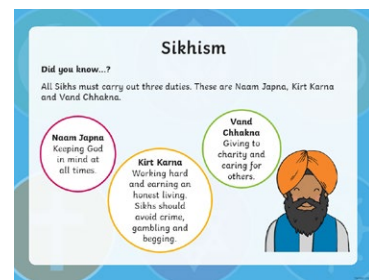 Sikhism
Did you know...?
All Sikhs must carry out three duties. These are Naam Japna, Kirt Karna
and Vand Chhakna.
Naam Japna
Keeping God
in mind at
all times.
Kirt Karna
Working hard
and earning an
honest living.
Sikhs should
avoid crime,
gambling and
begging.
Vand
Chhakna
Giving to
charity and
caring for
others.